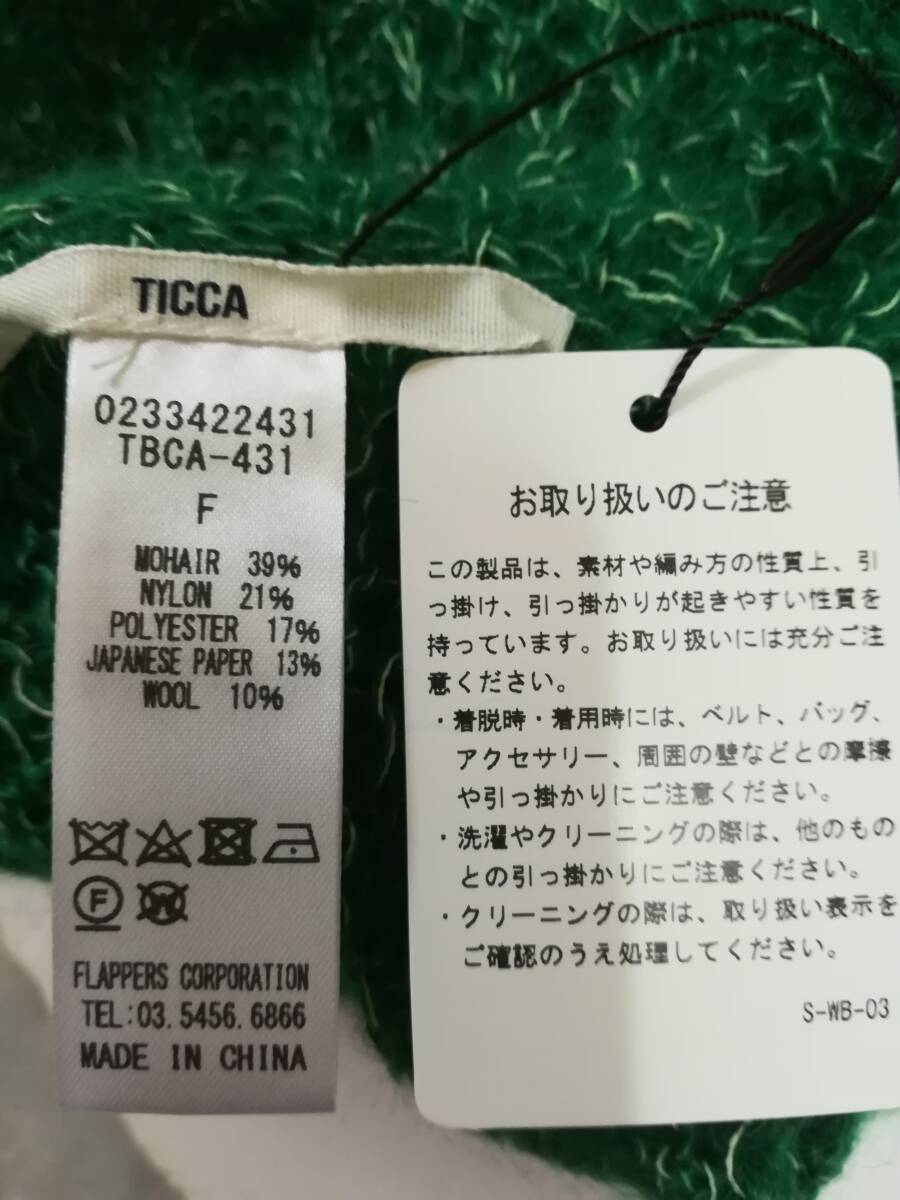 TICCA
0233422431
TBCA-431
F
MOHAIR 39%
NYLON 21%
POLYESTER 17%
JAPANESE PAPER 13%
WOOL 10%
F
W
FLAPPERS CORPORATION
TEL:03.5456.6866
MADE IN CHINA
お取り扱いのご注意
この製品は、素材や編み方の性質上、引
っ掛け、引っ掛かりが起きやすい性質を
持っています。お取り扱いには充分ご注
意ください。
・着脱時・着用時には、ベルト、バッグ、
アクセサリー、周囲の壁などとの摩擦
や引っ掛かりにご注意ください。
・洗濯やクリーニングの際は、他のもの
との引っ掛かりにご注意ください。
・クリーニングの際は、取り扱い表示を
ご確認のうえ処理してください。
S-WB-03